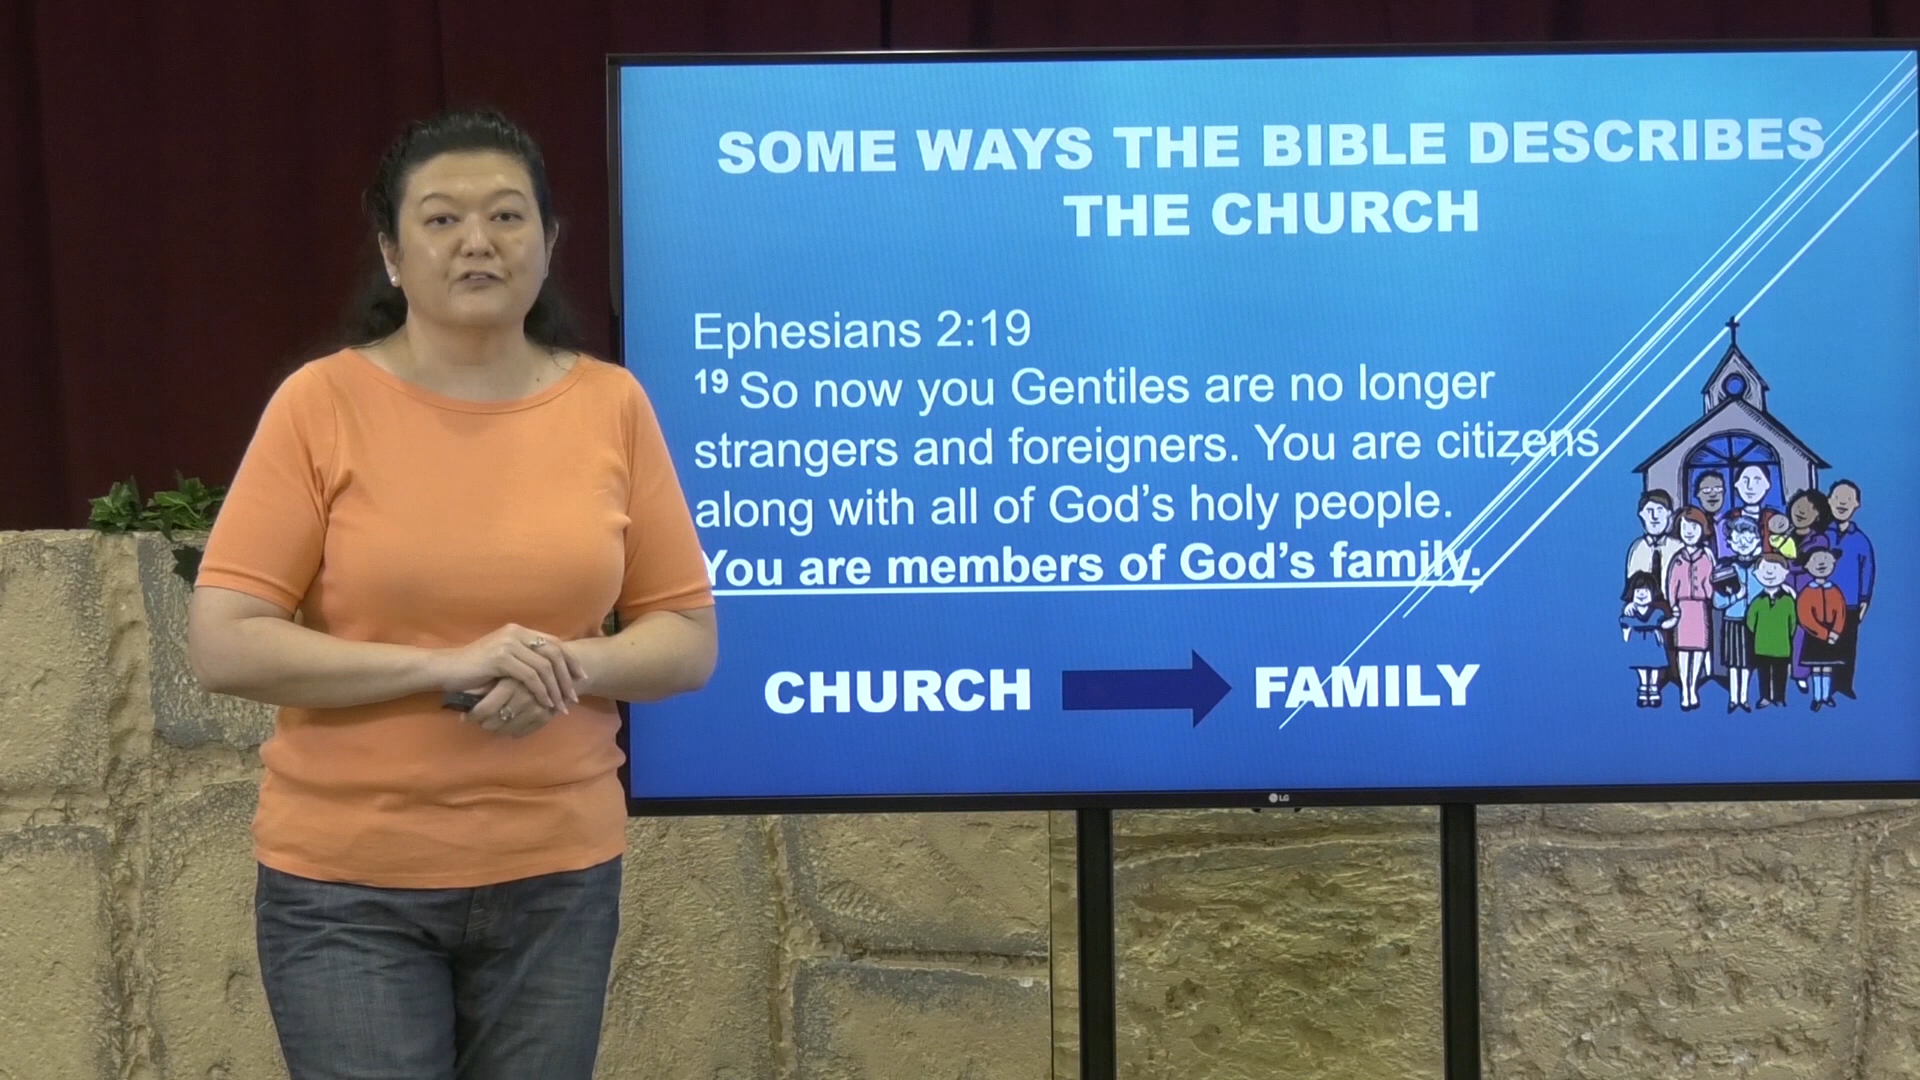 SOME WAYS THE BIBLE DESCRIBES
THE CHURCH
Ephesians 2:19
19 So now you Gentiles are no longer
strangers and foreigners. You are citizens
along with all of God’s holy people.
You are members of God’s family.
CHURCH FAMILY
LG